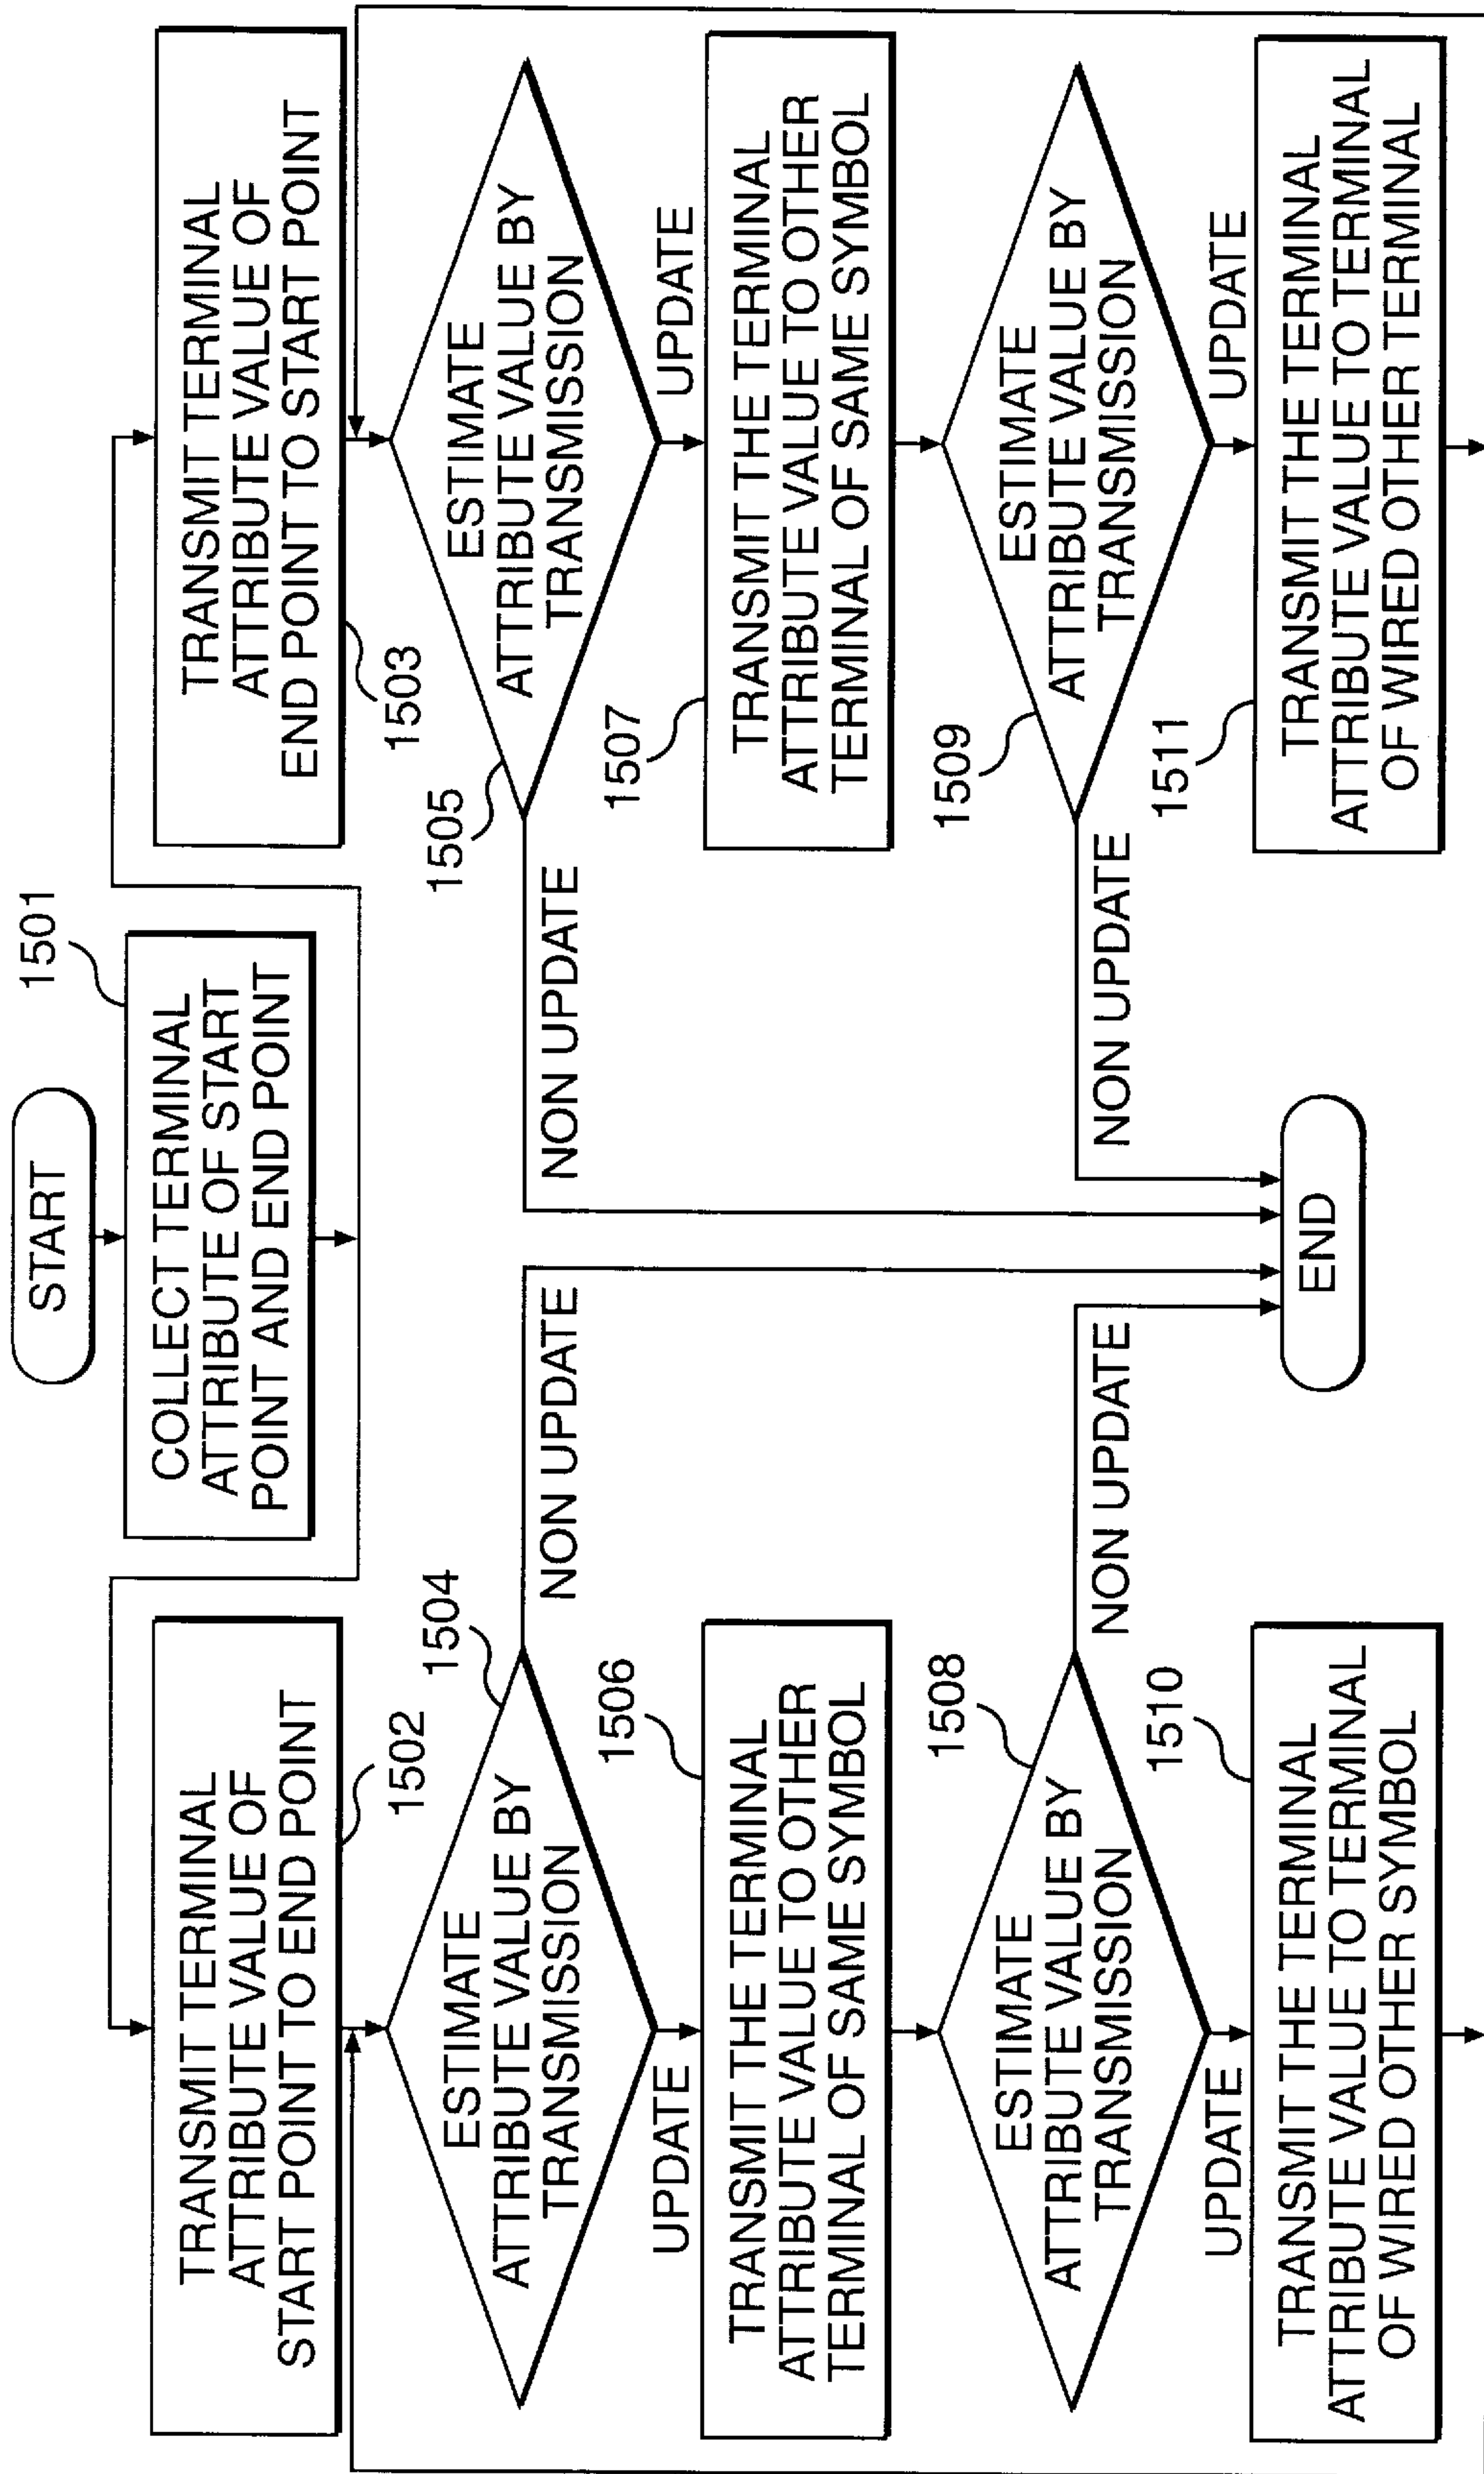 START
1501
COLLECT TERMINAL
ATTRIBUTE OF START
POINT AND END POINT
TRANSMIT TERMINAL
ATTRIBUTE VALUE OF
START POINT TO END POINT
1502
TRANSMIT TERMINAL
ATTRIBUTE VALUE OF
END POINT TO START POINT
1503
1504
ESTIMATE
ATTRIBUTE VALUE BY
TRANSMISSION
NON UPDATE
UPDATE
1505
ESTIMATE
ATTRIBUTE VALUE BY
TRANSMISSION
NON UPDATE
UPDATE
1506
TRANSMIT THE TERMINAL
ATTRIBUTE VALUE TO OTHER
TERMINAL OF SAME SYMBOL
1507
TRANSMIT THE TERMINAL
ATTRIBUTE VALUE TO OTHER
TERMINAL OF SAME SYMBOL
1508
ESTIMATE
ATTRIBUTE VALUE BY
TRANSMISSION
NON UPDATE
UPDATE
1509
ESTIMATE
ATTRIBUTE VALUE BY
TRANSMISSION
NON UPDATE
UPDATE
1510
TRANSMIT THE TERMINAL
ATTRIBUTE VALUE TO TERMINAL
OF WIRED OTHER SYMBOL
END
1511
TRANSMIT THE TERMINAL
ATTRIBUTE VALUE TO TERMINAL
OF WIRED OTHER TERMINAL